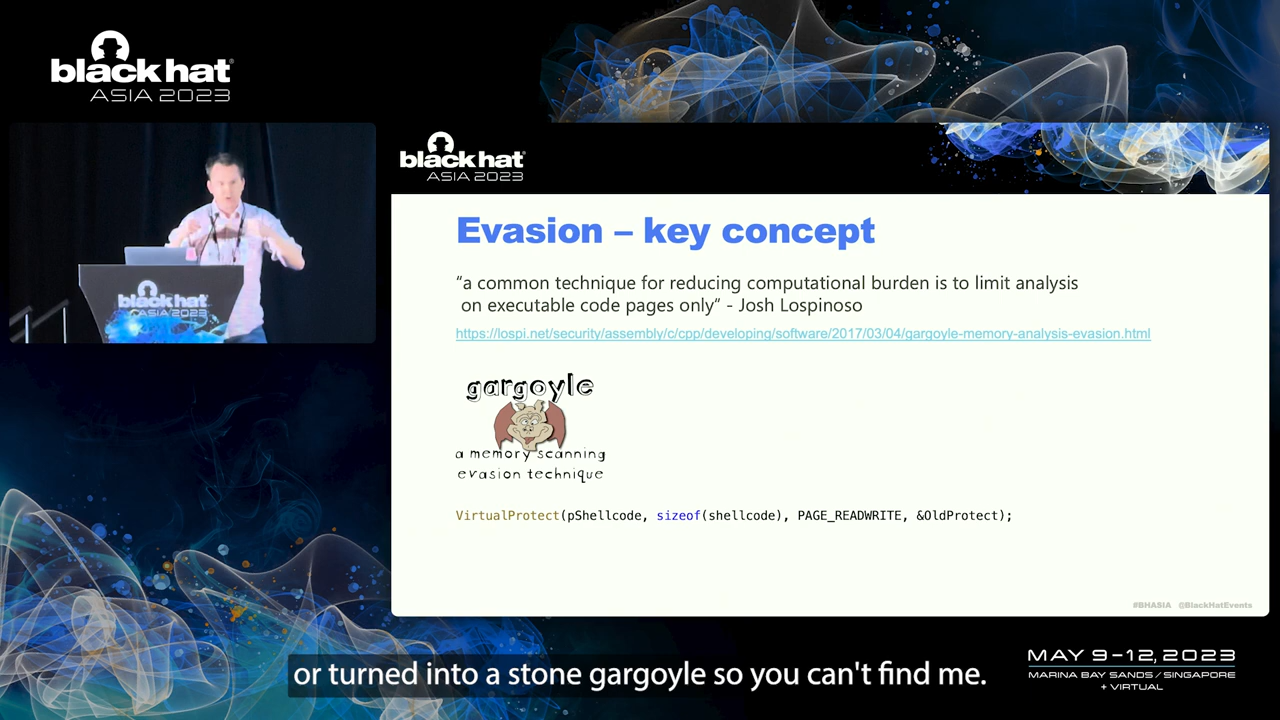 black hat®
ASIA 2023
black hat®
ASIA 2023
black hat®
ASIA 2023
Evasion – key concept
“a common technique for reducing computational burden is to limit analysis
on executable code pages only“ - Josh Lospinoso
https://lospi.net/security/assembly/c/cpp/developing/software/2017/03/04/gargoyle-memory-analysis-evasion.html
gargoyle
a memory scanning
evasion technique
VirtualProtect(pShellcode, sizeof(shellcode), PAGE_READWRITE, &OldProtect);
#BHASIA @BlackHatEvents
or turned into a stone gargoyle so you can't find me.
MAY 9-12, 2023
MARINA BAY SANDS / SINGAPORE
+ VIRTUAL